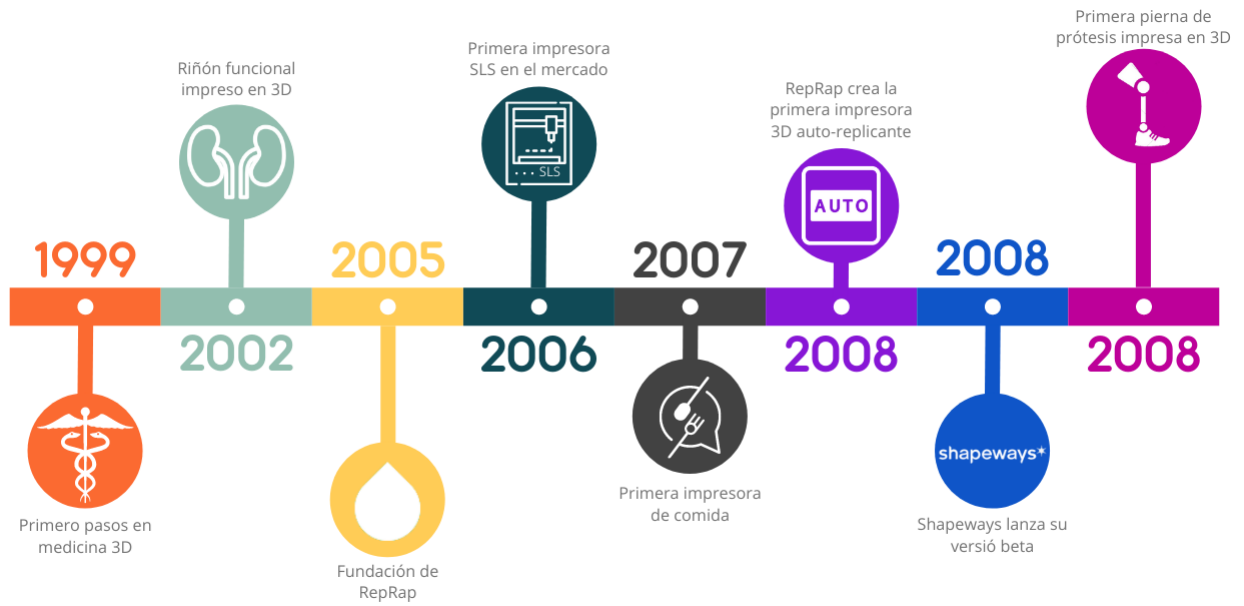 1999
Primero pasos en
medicina 3D
Riñón funcional
impreso en 3D
2002
2005
Fundación de
RepRap
Primera impresora
SLS en el mercado
SLS
2006
2007
Primera impresora
de comida
RepRap crea la
primera impresora
3D auto-replicante
AUTO
2008
2008
shapeways*
Shapeways lanza su
versió beta
Primera pierna de
prótesis impresa en 3D
2008